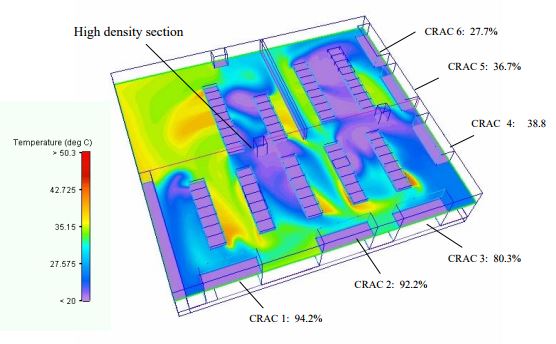 High density section
CRAC 6: 27.7%
CRAC 5: 36.7%
CRAC 4: 38.8
Temperature (deg C)
> 50.3
42.725
35.15
27.575
< 20
CRAC 3: 80.3%
CRAC 2: 92.2%
CRAC 1: 94.2%